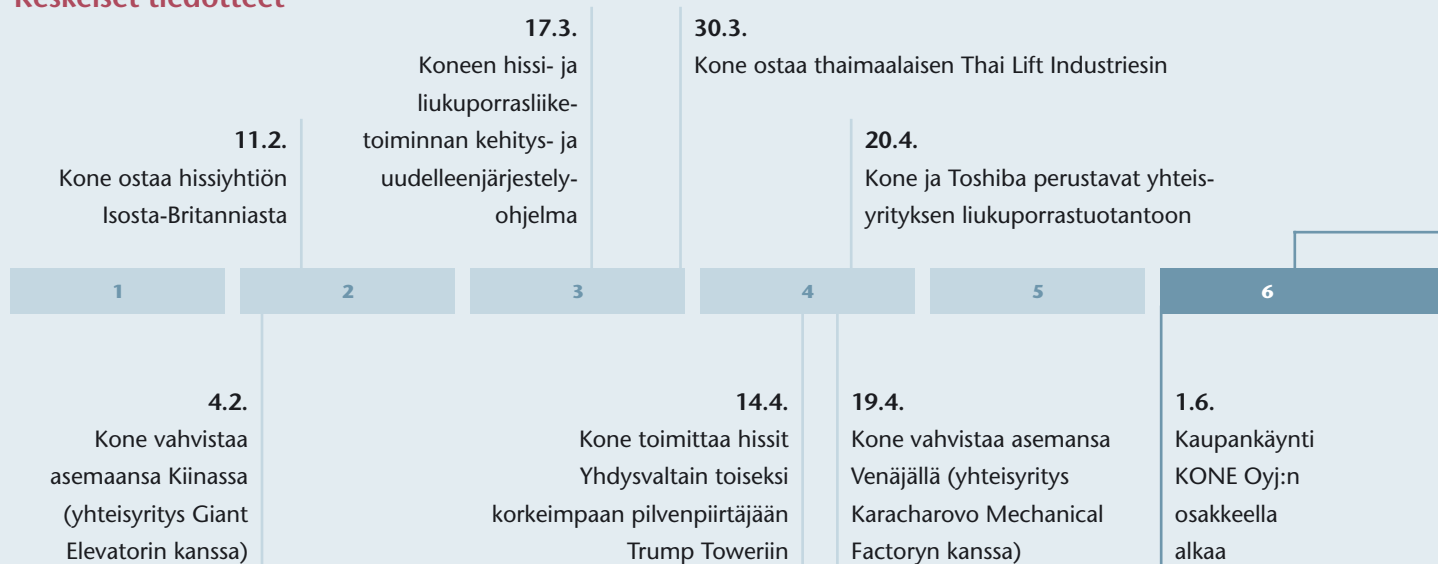 Keskeiset tiedotteet
17.3.
Koneen hissi- ja
liukuporrasliike-
toiminnan kehitys- ja
uudelleenjärjestely-
ohjelma
30.3.
Kone ostaa thaimaalaisen Thai Lift Industriesin
11.2.
Kone ostaa hissiyhtiön
Isosta-Britanniasta
20.4.
Kone ja Toshiba perustavat yhteis-
yrityksen liukuporrastuotantoon
1
2
3
4
5
6
4.2.
Kone vahvistaa
asemaansa Kiinassa
(yhteisyritys Giant
Elevatorin kanssa)
14.4.
Kone toimittaa hissit
Yhdysvaltain toiseksi
korkeimpaan pilvenpiirtäjään
Trump Toweriin
19.4.
Kone vahvistaa asemansa
Venäjällä (yhteisyritys
Karacharovo Mechanical
Factoryn kanssa)
1.6.
Kaupankäynti
KONE Oyj:n
osakkeella
alkaa